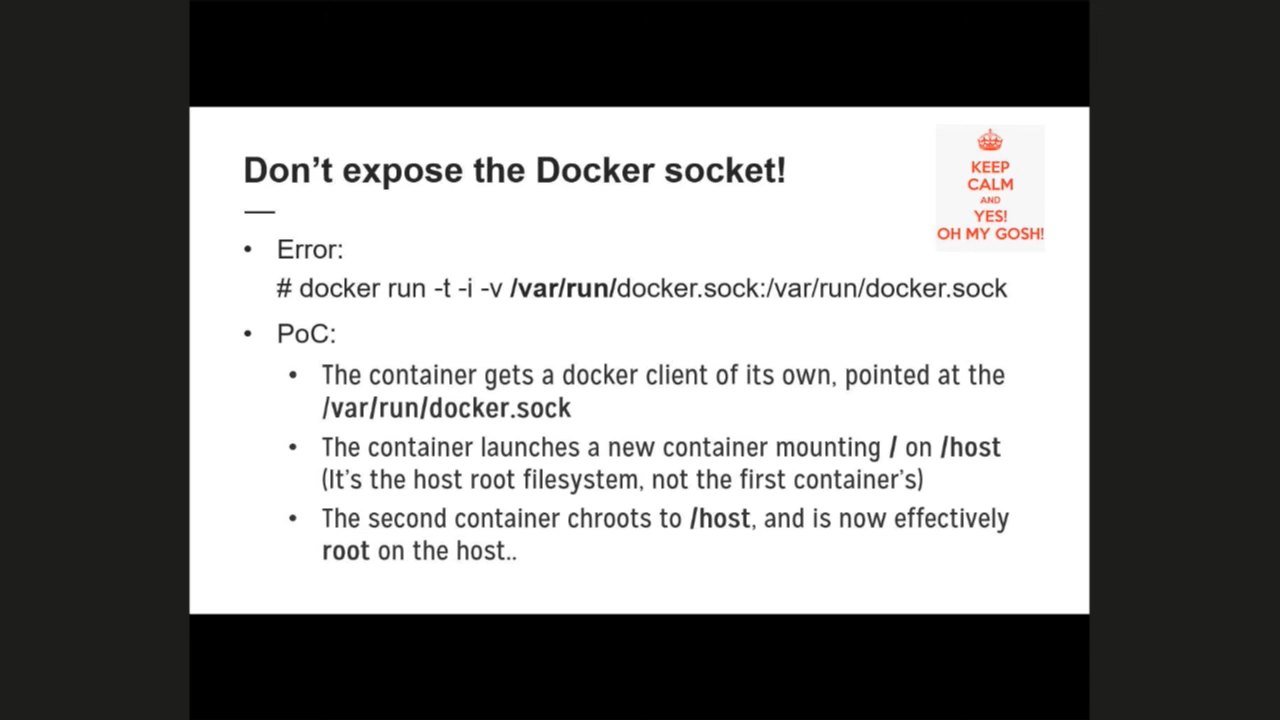 Don’t expose the Docker socket!
KEEP
CALM
AND
YES!
OH MY GOSH!
• Error:
# docker run -t -i -v /var/run/docker.sock:/var/run/docker.sock
• PoC:
• The container gets a docker client of its own, pointed at the
/var/run/docker.sock
• The container launches a new container mounting / on /host
(It’s the host root filesystem, not the first container’s)
• The second container chroots to /host, and is now effectively
root on the host..